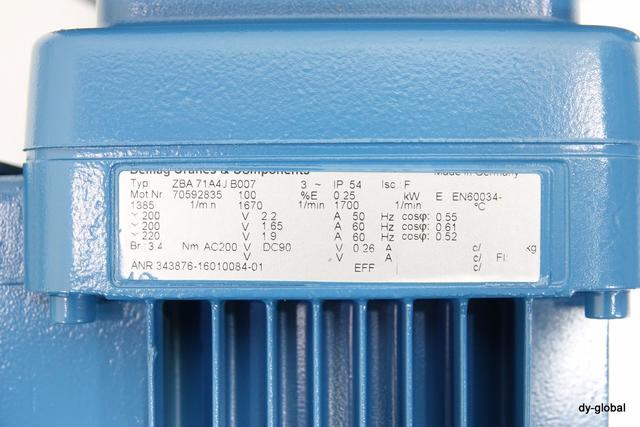 Demag Cranes & Components Made in Germany
Typ: ZBA 71A4J B007 3 ~ IP 54 Iscl F
Mot Nr. 70592835 100 %E 0,25 kW E EN60034-
1385 1/min 1670 1/min 1700 1/min °C
~ 200 V 2.2 A 50 Hz cosφ: 0.55
~ 200 V 1.65 A 60 Hz cosφ: 0.61
~ 220 V 1.9 A 60 Hz cosφ: 0.52
Br: 3.4 Nm AC200 V DC90 V 0.26 A c/ kg
V V A c/ FI:
ANR:343876-16010084-01 EFF c/
dy-global